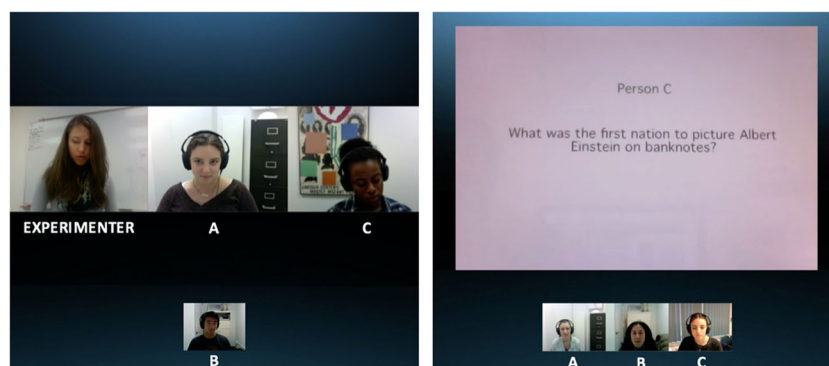 EXPERIMENTER
A
C
B
Person C
What was the first nation to picture Albert
Einstein on banknotes?
A
B
C